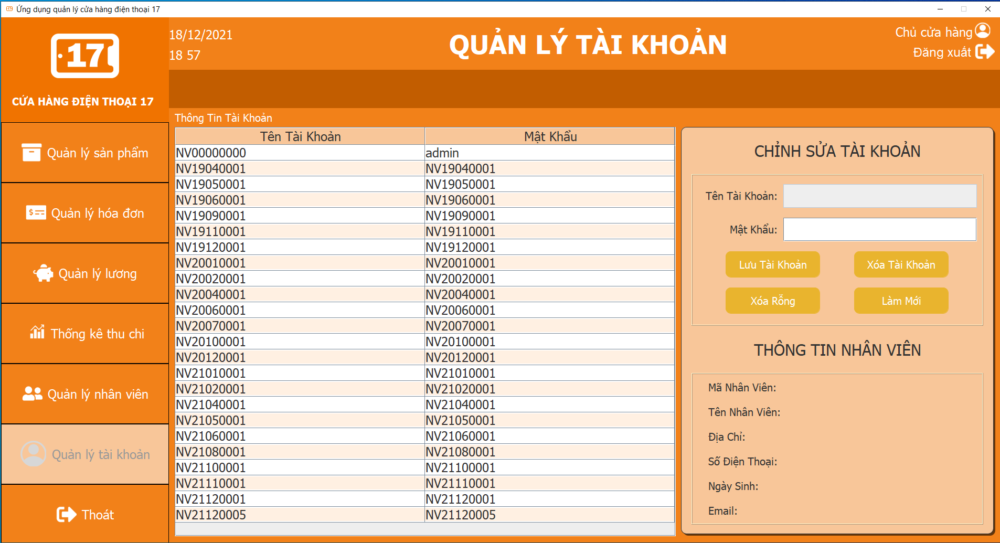 Ứng dụng quản lý cửa hàng điện thoại 17
17
CỬA HÀNG ĐIỆN THOẠI 17
18/12/2021
18 57
QUẢN LÝ TÀI KHOẢN
Chủ cửa hàng
Đăng xuất
Quản lý sản phẩm
Quản lý hóa đơn
Quản lý lương
Thống kê thu chi
Quản lý nhân viên
Quản lý tài khoản
Thoát
Thông Tin Tài Khoản
Tên Tài Khoản Mật Khẩu
NV00000000 admin
NV19040001 NV19040001
NV19050001 NV19050001
NV19060001 NV19060001
NV19090001 NV19090001
NV19110001 NV19110001
NV19120001 NV19120001
NV20010001 NV20010001
NV20020001 NV20020001
NV20040001 NV20040001
NV20060001 NV20060001
NV20070001 NV20070001
NV20100001 NV20100001
NV20120001 NV20120001
NV21010001 NV21010001
NV21020001 NV21020001
NV21040001 NV21040001
NV21050001 NV21050001
NV21060001 NV21060001
NV21080001 NV21080001
NV21100001 NV21100001
NV21110001 NV21110001
NV21120001 NV21120001
NV21120005 NV21120005
CHỈNH SỬA TÀI KHOẢN
Tên Tài Khoản:
Mật Khẩu:
Lưu Tài Khoản Xóa Tài Khoản
Xóa Rỗng Làm Mới
THÔNG TIN NHÂN VIÊN
Mã Nhân Viên:
Tên Nhân Viên:
Địa Chỉ:
Số Điện Thoại:
Ngày Sinh:
Email: